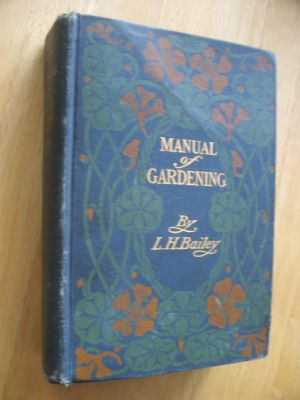 MANUAL
of
GARDENING
By
L.H. Bailey